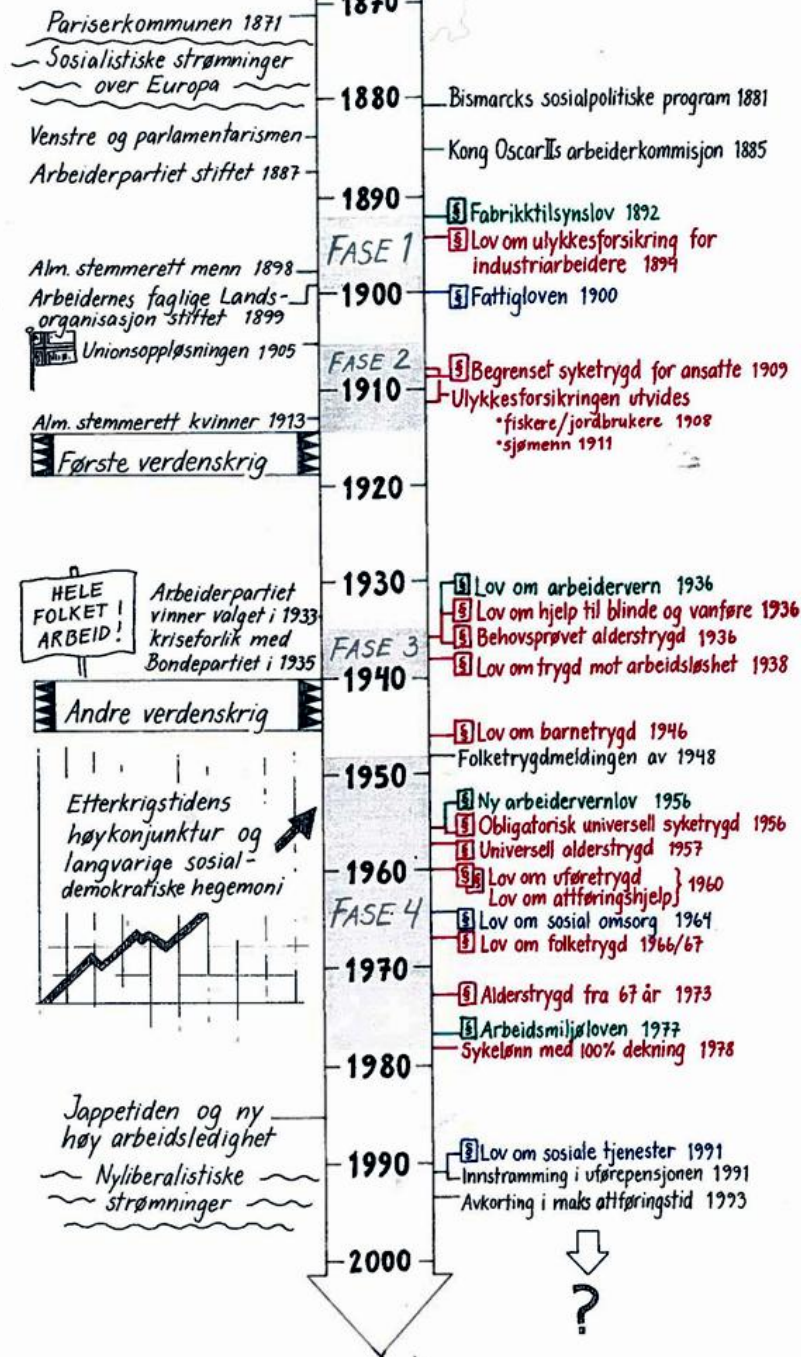 1870
Pariserkommunen 1871
Sosialistiske strømninger
over Europa
1880
Bismarcks sosialpolitiske program 1881
Venstre og parlamentarismen
Kong OscarIIs arbeiderkommisjon 1885
Arbeiderpartiet stiftet 1887
1890
§ Fabrikktilsynslov 1892
FASE 1
§ Lov om ulykkesforsikring for
industriarbeidere 1894
Alm. stemmerett menn 1898
Arbeidernes faglige Lands-
organisasjon stiftet 1899
1900
§ Fattigloven 1900
Unionsoppløsningen 1905
FASE 2
§ Begrenset syketrygd for ansatte 1909
1910
Ulykkesforsikringen utvides
• fiskere/jordbrukere 1908
• sjømenn 1911
Alm. stemmerett kvinner 1913
Første verdenskrig
1920
1930
HELE
FOLKET I
ARBEID!
Arbeiderpartiet
vinner valget i 1933
kriseforlik med
Bondepartiet i 1935
§ Lov om arbeidervern 1936
§ Lov om hjelp til blinde og vanføre 1936
§ Behovsprøvet alderstrygd 1936
FASE 3
§ Lov om trygd mot arbeidsløshet 1938
1940
Andre verdenskrig
§ Lov om barnetrygd 1946
Folketrygdmeldingen av 1948
1950
Etterkrigstidens
høykonjunktur og
langvarige sosial-
demokratiske hegemoni
§ Ny arbeidervernlov 1956
§ Obligatorisk universell syketrygd 1956
§ Universell alderstrygd 1957
1960
§ Lov om uføretrygd
§ Lov om attføringshjelp } 1960
FASE 4
§ Lov om sosial omsorg 1964
§ Lov om folketrygd 1966/67
1970
§ Alderstrygd fra 67 år 1973
§ Arbeidsmiljøloven 1977
Sykelønn med 100% dekning 1978
1980
Jappetiden og ny
høy arbeidsledighet
1990
§ Lov om sosiale tjenester 1991
Innstramming i uførepensjonen 1991
Avkorting i maks attføringstid 1993
Nyliberalistiske
strømninger
2000
?